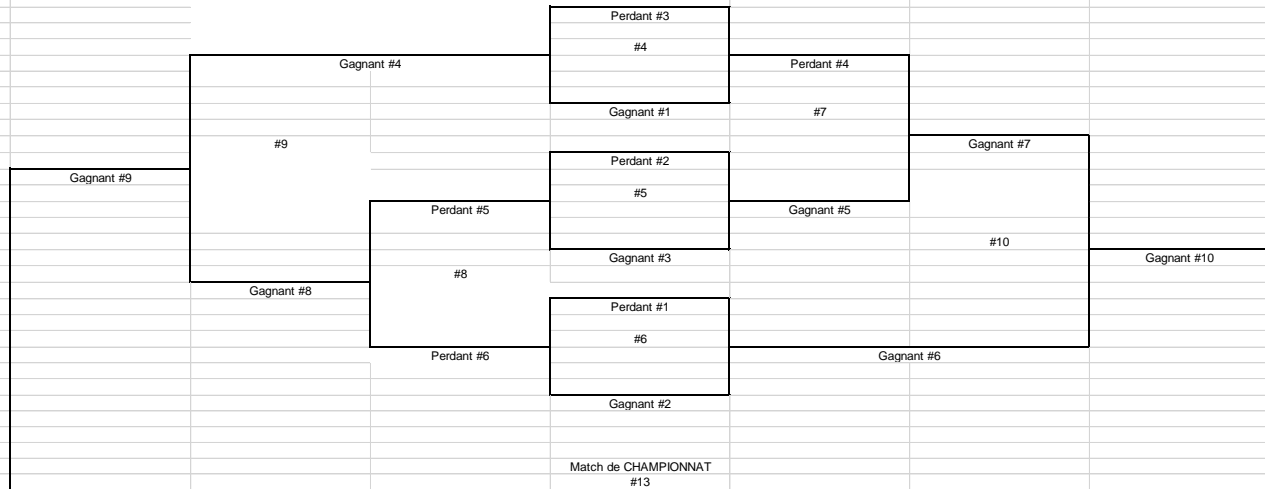 Perdant #3
#4
Gagnant #4
Perdant #4
Gagnant #1
#7
#9
Gagnant #7
Perdant #2
Gagnant #9
#5
Perdant #5
Gagnant #5
#10
Gagnant #3
Gagnant #10
#8
Gagnant #8
Perdant #1
#6
Perdant #6
Gagnant #6
Gagnant #2
Match de CHAMPIONNAT
#13